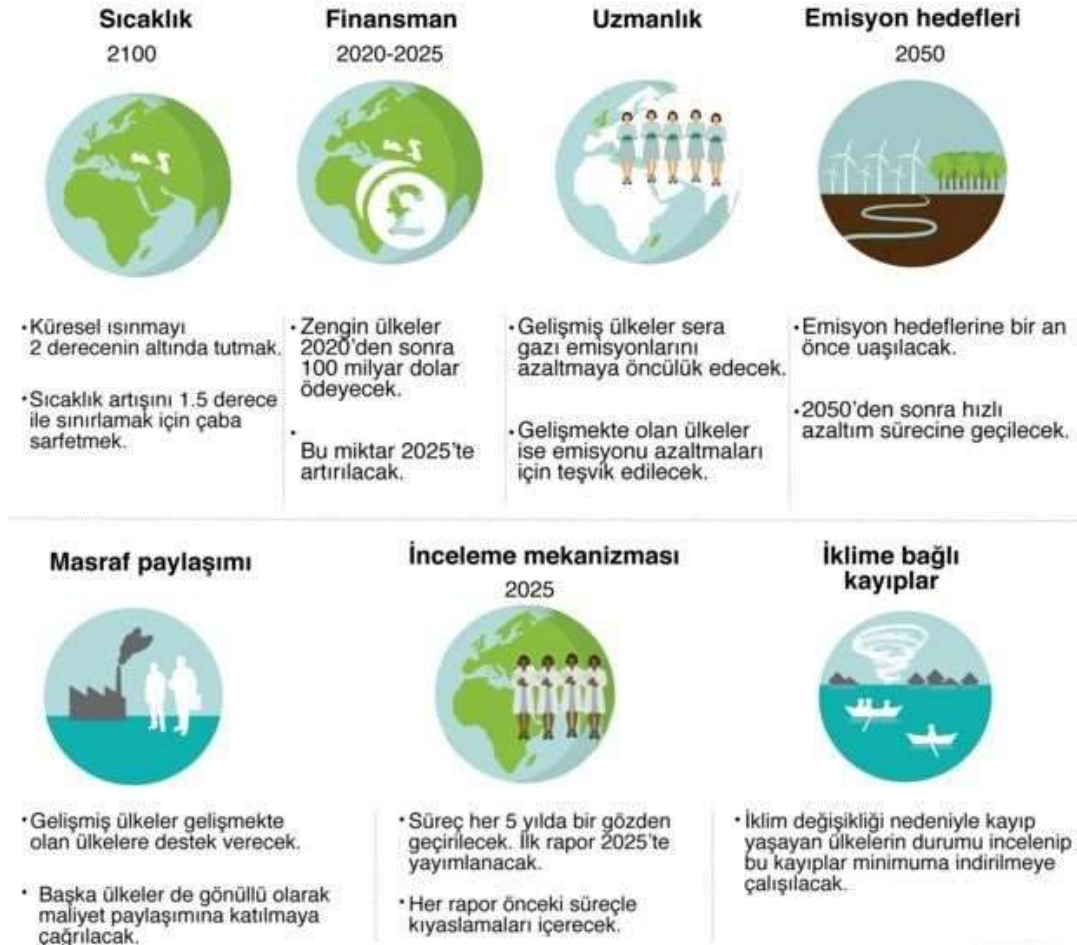 Sıcaklık
2100
Finansman
2020-2025
Uzmanlık
Emisyon hedefleri
2050
£
·Küresel ısınmayı
2 derecenin altında tutmak.
·Sıcaklık artışını 1.5 derece
ile sınırlamak için çaba
sarfetmek.
· Zengin ülkeler
2020'den sonra
100 milyar dolar
ödeyecek.
·
Bu miktar 2025'te
artırılacak.
· Gelişmiş ülkeler sera
gazı emisyonlarını
azaltmaya öncülük edecek.
· Gelişmekte olan ülkeler
ise emisyonu azaltmaları
için teşvik edilecek.
·Emisyon hedeflerine bir an
önce uaşılacak.
· 2050'den sonra hızlı
azaltım sürecine geçilecek.
Masraf paylaşımı
İnceleme mekanizması
2025
İklime bağlı
kayıplar
· Gelişmiş ülkeler gelişmekte
olan ülkelere destek verecek.
· Başka ülkeler de gönüllü olarak
maliyet paylaşımına katılmaya
çağrılacak.
· Süreç her 5 yılda bir gözden
geçirilecek. İlk rapor 2025'te
yayımlanacak.
· Her rapor önceki süreçle
kıyaslamaları içerecek.
· İklim değişikliği nedeniyle kayıp
yaşayan ülkelerin durumu incelenip
bu kayıplar minimuma indirilmeye
çalışılacak.